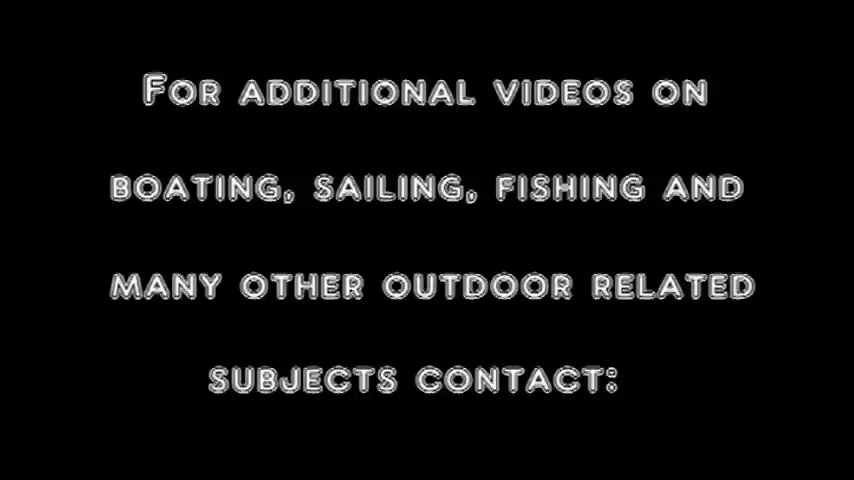 For additional videos on
boating, sailing, fishing and
many other outdoor related
subjects contact: